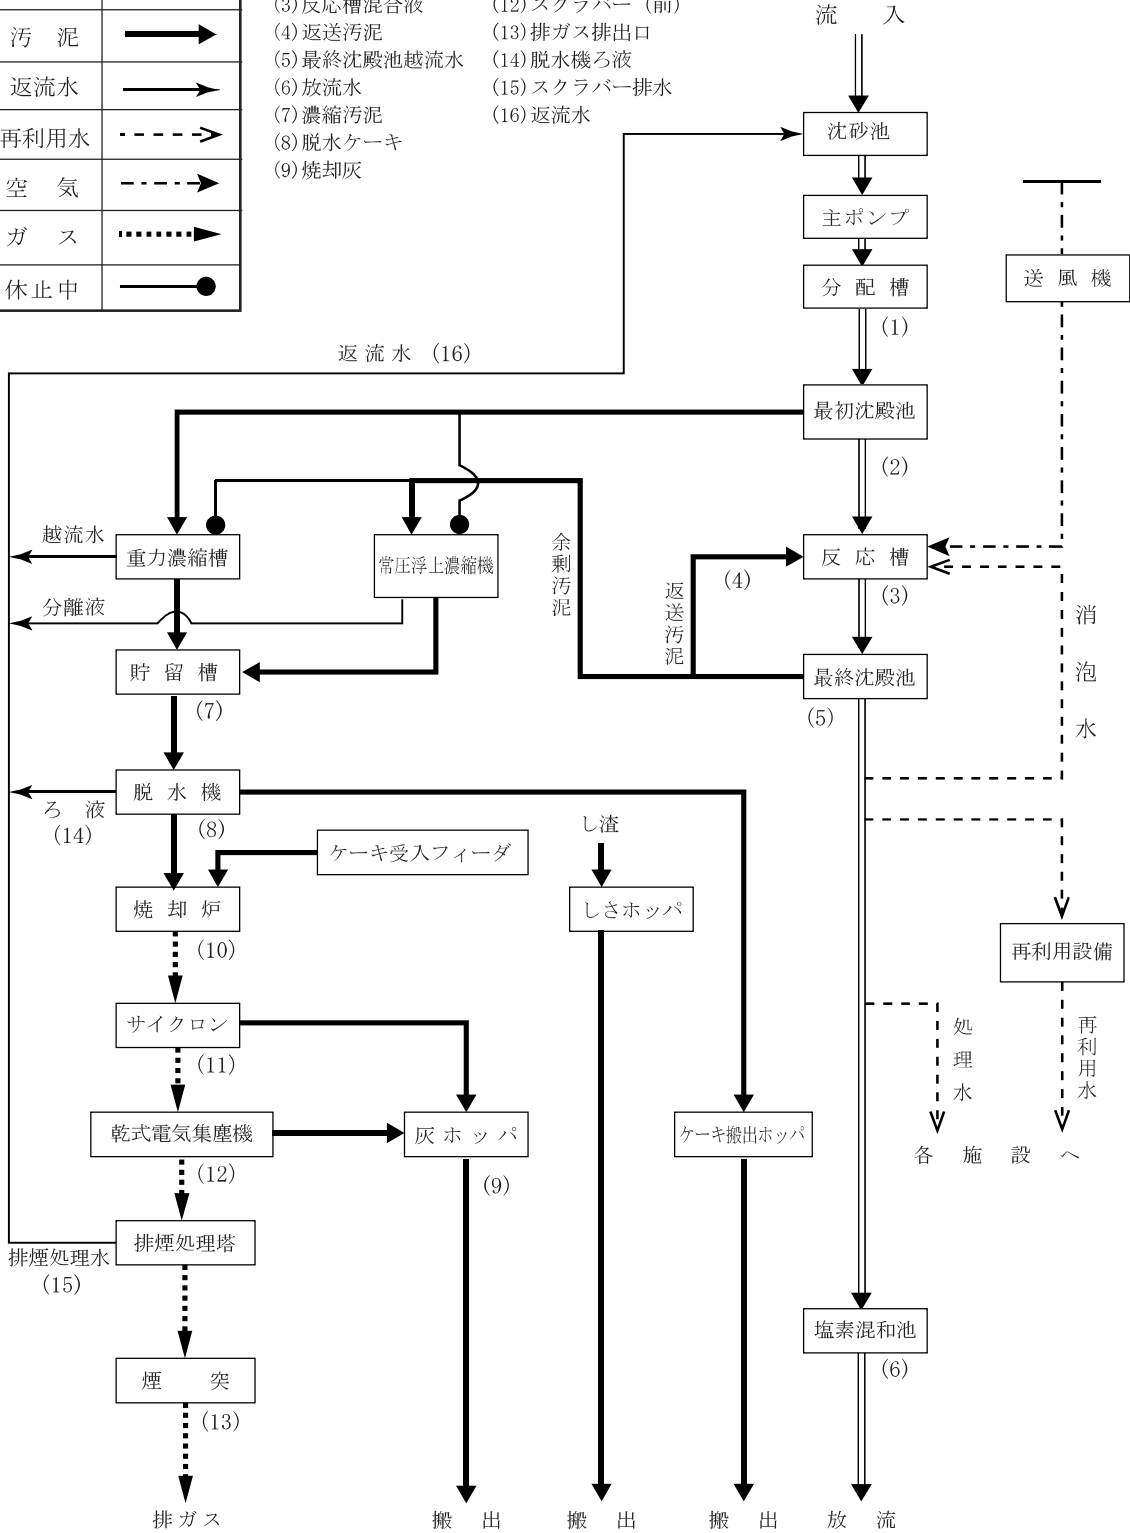 (3) 反応槽混合液
(4) 返送汚泥
(5) 最終沈殿池越流水
(6) 放流水
(7) 濃縮汚泥
(8) 脱水ケーキ
(9) 焼却灰
(12) スクラバー(前)
(13) 排ガス排出口
(14) 脱水機ろ液
(15) スクラバー排水
(16) 返流水
汚 泥
返流水
再利用水
空 気
ガ ス
休止中
流 入
沈砂池
主ポンプ
分配槽
(1)
送風機
返流水 (16)
最初沈殿池
(2)
越流水
重力濃縮槽
常圧浮上濃縮機
余剰汚泥
返送汚泥
(4)
反応槽
(3)
消泡水
分離液
貯留槽
(7)
最終沈殿池
(5)
脱水機
(8)
ろ 液
(14)
ケーキ受入フィーダ
し渣
焼却炉
(10)
しさホッパ
再利用設備
サイクロン
(11)
処理水
再利用水
乾式電気集塵機
(12)
灰ホッパ
(9)
ケーキ搬出ホッパ
各施設へ
排煙処理塔
排煙処理水
(15)
塩素混和池
(6)
煙 突
(13)
排ガス
搬 出
搬 出
搬 出
放 流